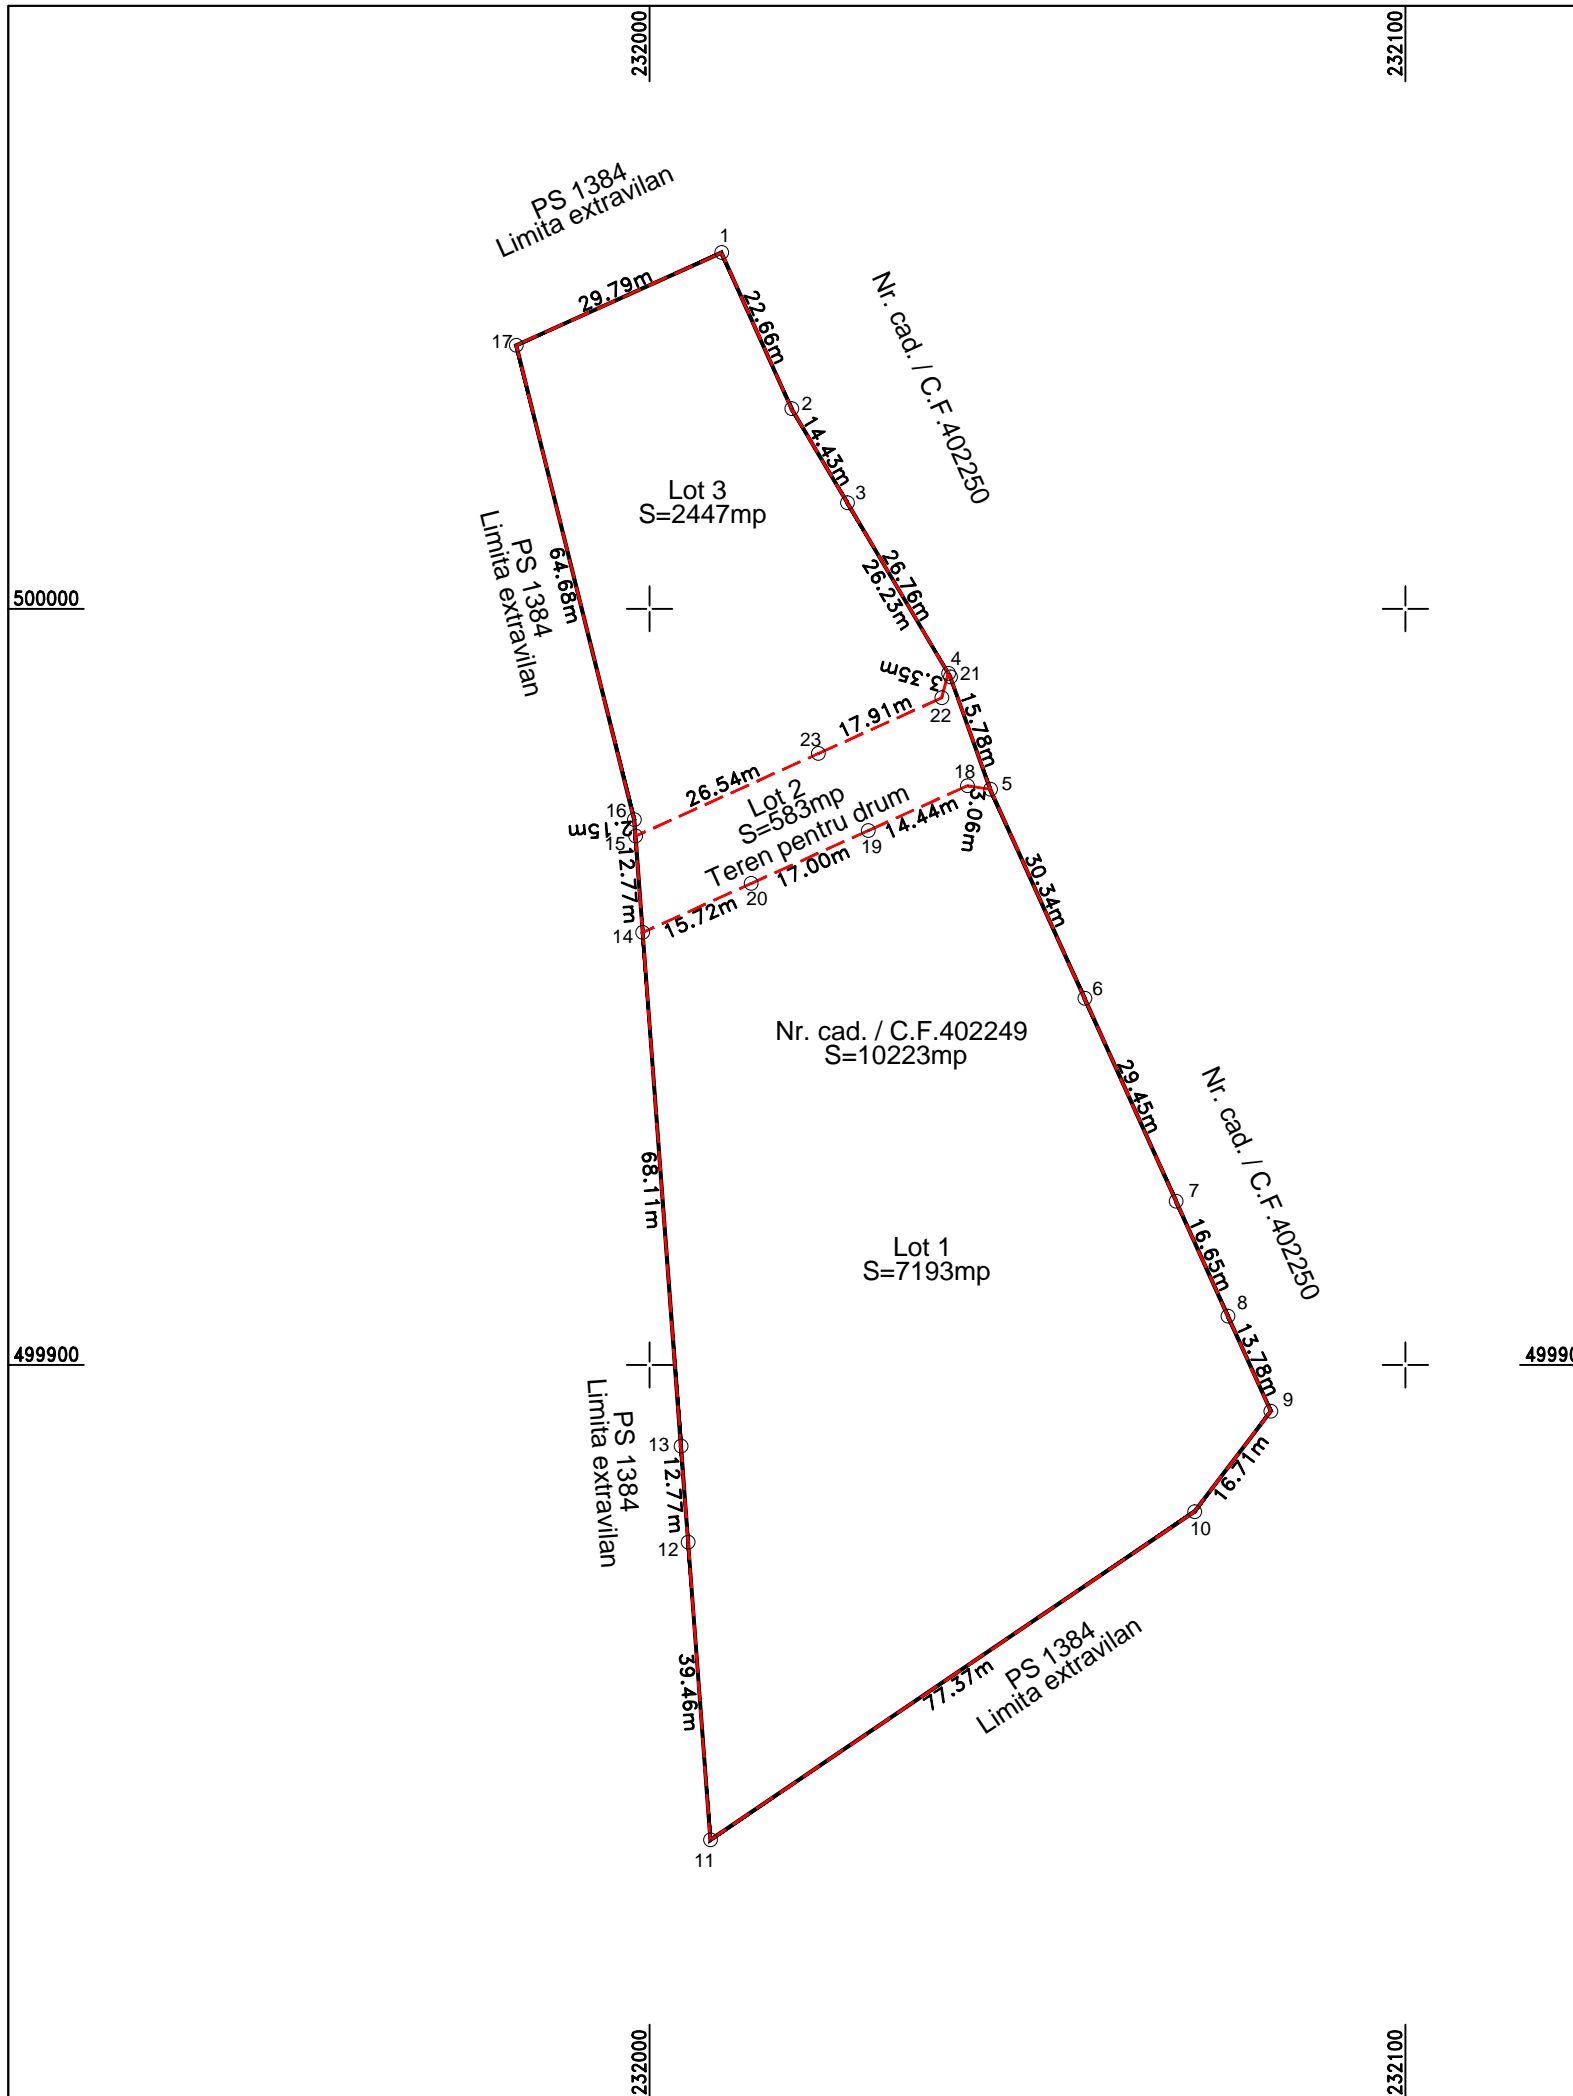 232000
232100
PS 1384
Limita extravilan
1
29.79m
22.66m
Nr. cad. / C.F.402250
17
2
14.43m
Lot 3
S=2447mp
3
PS 1384
Limita extravilan
64.68m
26.76m
26.23m
500000
4
21
3.35m
22
15.78m
17.91m
23
26.54m
18
5
Lot 2
S=583mp
Teren pentru drum
16
2.15m
15
3.06m
14.44m
19
17.00m
12.77m
20
15.72m
14
30.34m
6
Nr. cad. / C.F.402249
S=10223mp
29.45m
Nr. cad. / C.F.402250
68.11m
7
16.65m
Lot 1
S=7193mp
8
13.78m
499900
4990
9
PS 1384
Limita extravilan
13
12.77m
16.71m
10
12
39.46m
77.37m
PS 1384
Limita extravilan
11
232000
232100